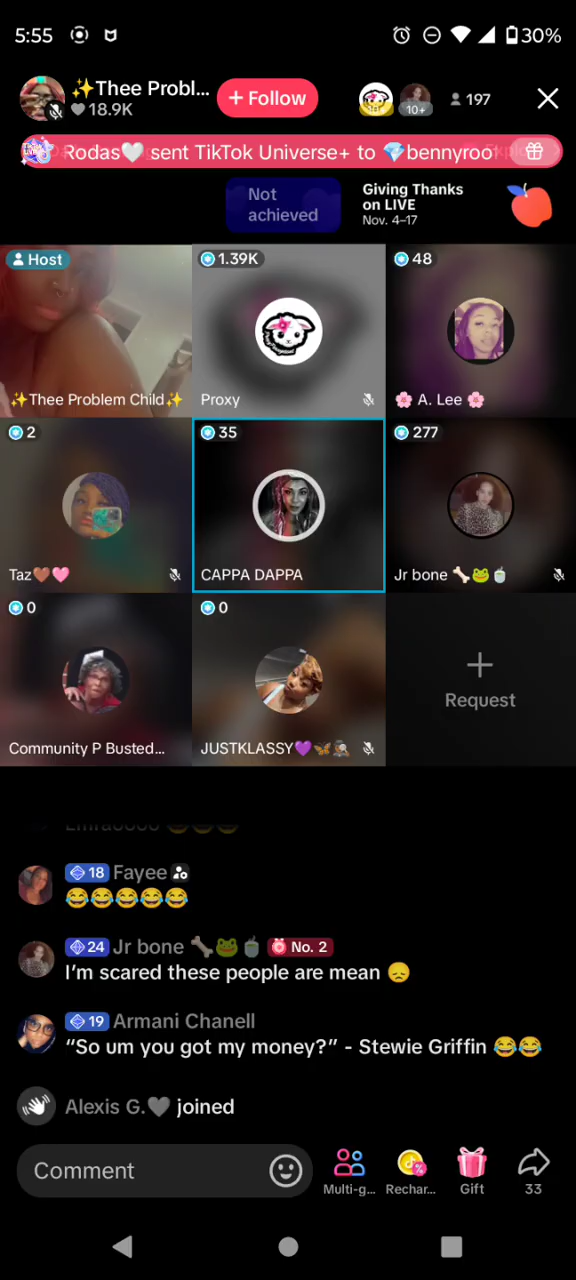 5:55
30%
✨Thee Probl...
18.9K
+ Follow
10+
197
Rodas🤍 sent TikTok Universe+ to 💎bennyroo
Not
achieved
Giving Thanks
on LIVE
Nov. 4–17
Host
✨Thee Problem Child✨
1.39K
Proxy
48
🌸 A. Lee 🌸
2
Taz🤎🩷
35
CAPPA DAPPA
277
Jr bone 🦴🐸🍵
0
Community P Busted...
0
JUSTKLASSY💜🦋🕵🏽
+
Request
18 Fayee
😂😂😂😂😂
24 Jr bone 🦴🐸🍵 No. 2
I'm scared these people are mean 😞
19 Armani Chanell
“So um you got my money?” - Stewie Griffin 😂😂
Alexis G.🖤 joined
Comment
Multi-g...
Rechar...
Gift
33